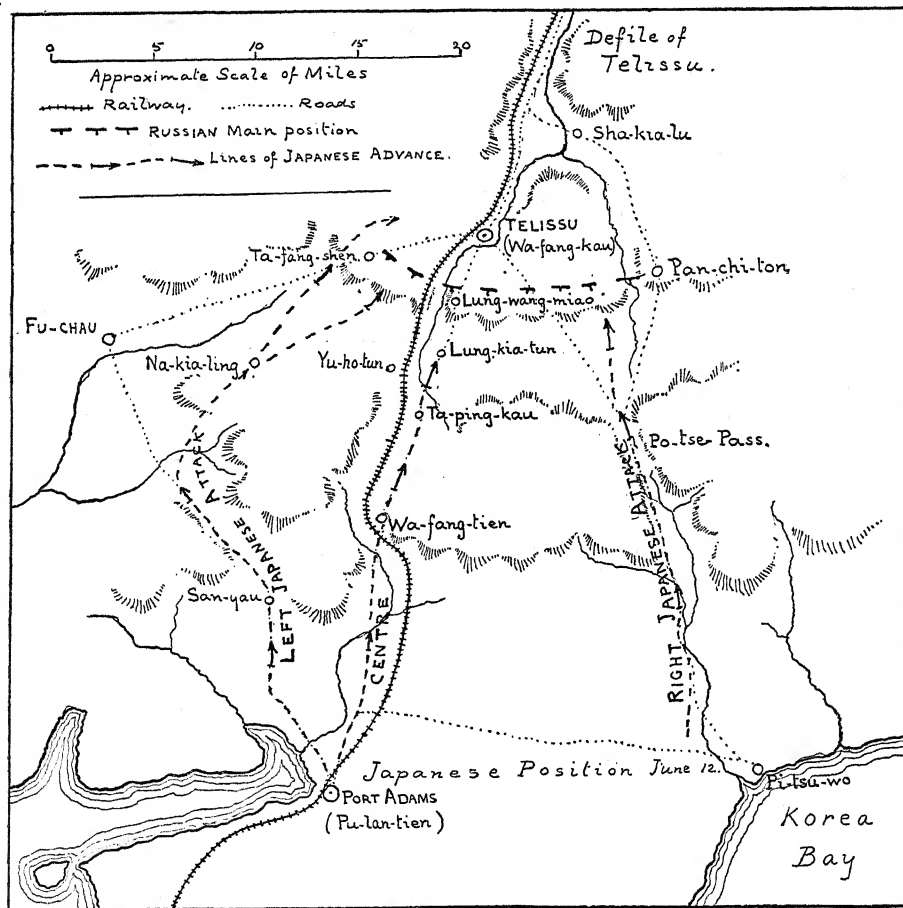 0 5 10 15 20
Approximate Scale of Miles
Railway. Roads
RUSSIAN Main position
Lines of JAPANESE ADVANCE.
Defile of
Telissu.
Sha-kia-lu
TELISSU
(Wa-fang-kau)
Ta-fang-shen
Pan-chi-ton
Lung-wang-miao
FU-CHAU
Na-kia-ling
Yu-ho-tun
Lung-kia-tun
Ta-ping-kau
Po-tse Pass.
Wa-fang-tien
San-yau
LEFT JAPANESE ATTACK
CENTRE
RIGHT JAPANESE ATTACK
Japanese Position June 12.
Pi-tsu-wo
PORT ADAMS
(Pu-lan-tien)
Korea
Bay